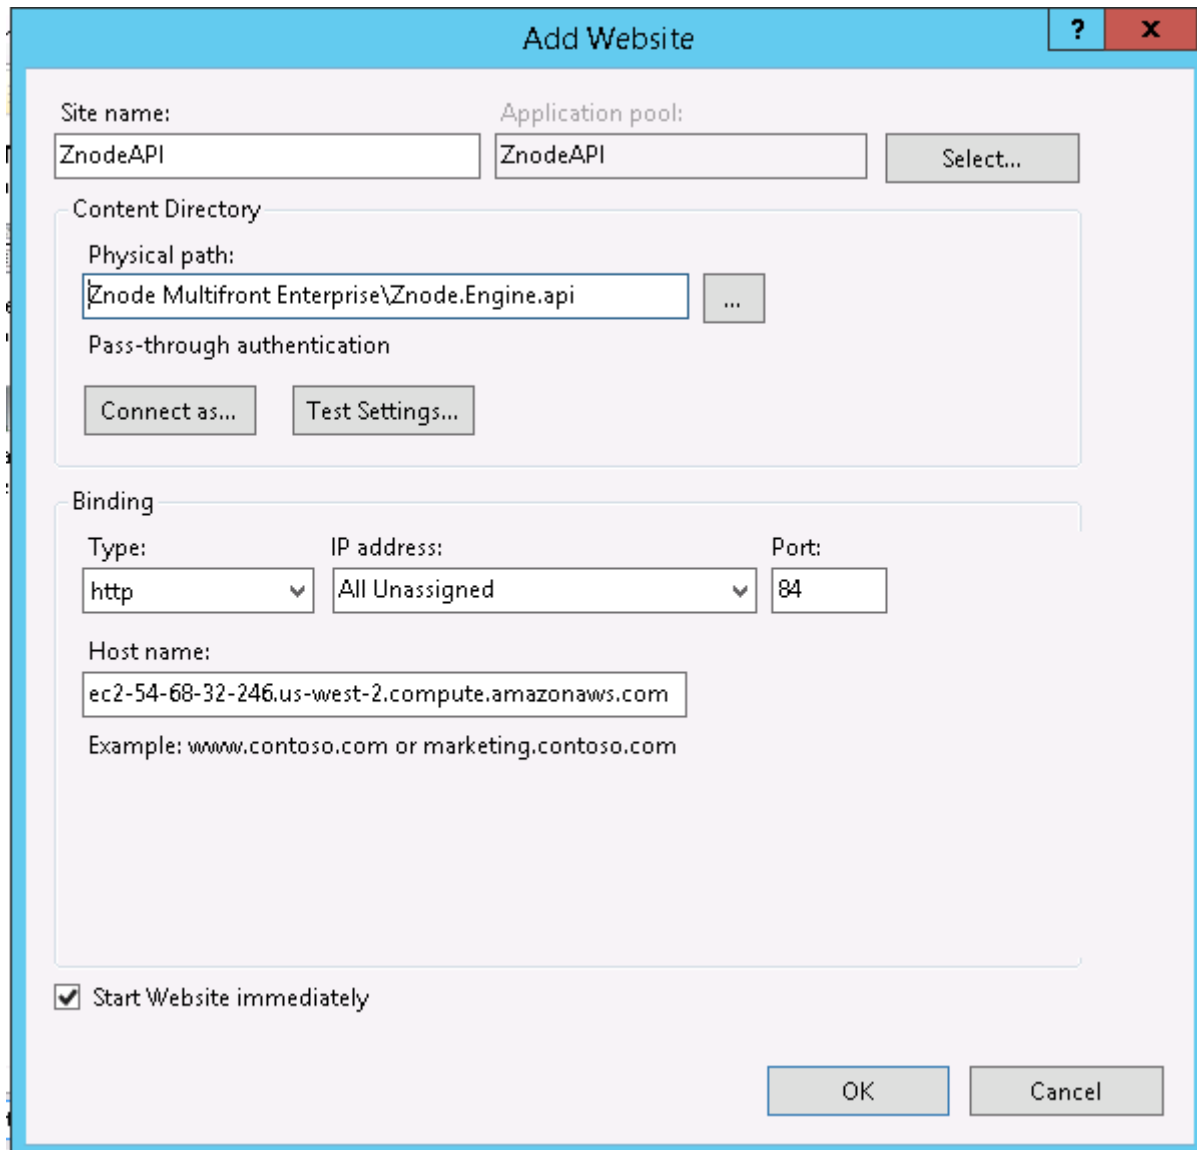 Add Website
?
x
Site name:
Application pool:
ZnodeAPI
ZnodeAPI
Select...
Content Directory
Physical path:
Znode Multifront Enterprise\Znode.Engine.api
...
Pass-through authentication
Connect as...
Test Settings...
Binding
Type:
IP address:
Port:
http
All Unassigned
84
Host name:
ec2-54-68-32-246.us-west-2.compute.amazonaws.com
Example: www.contoso.com or marketing.contoso.com
Start Website immediately
OK
Cancel